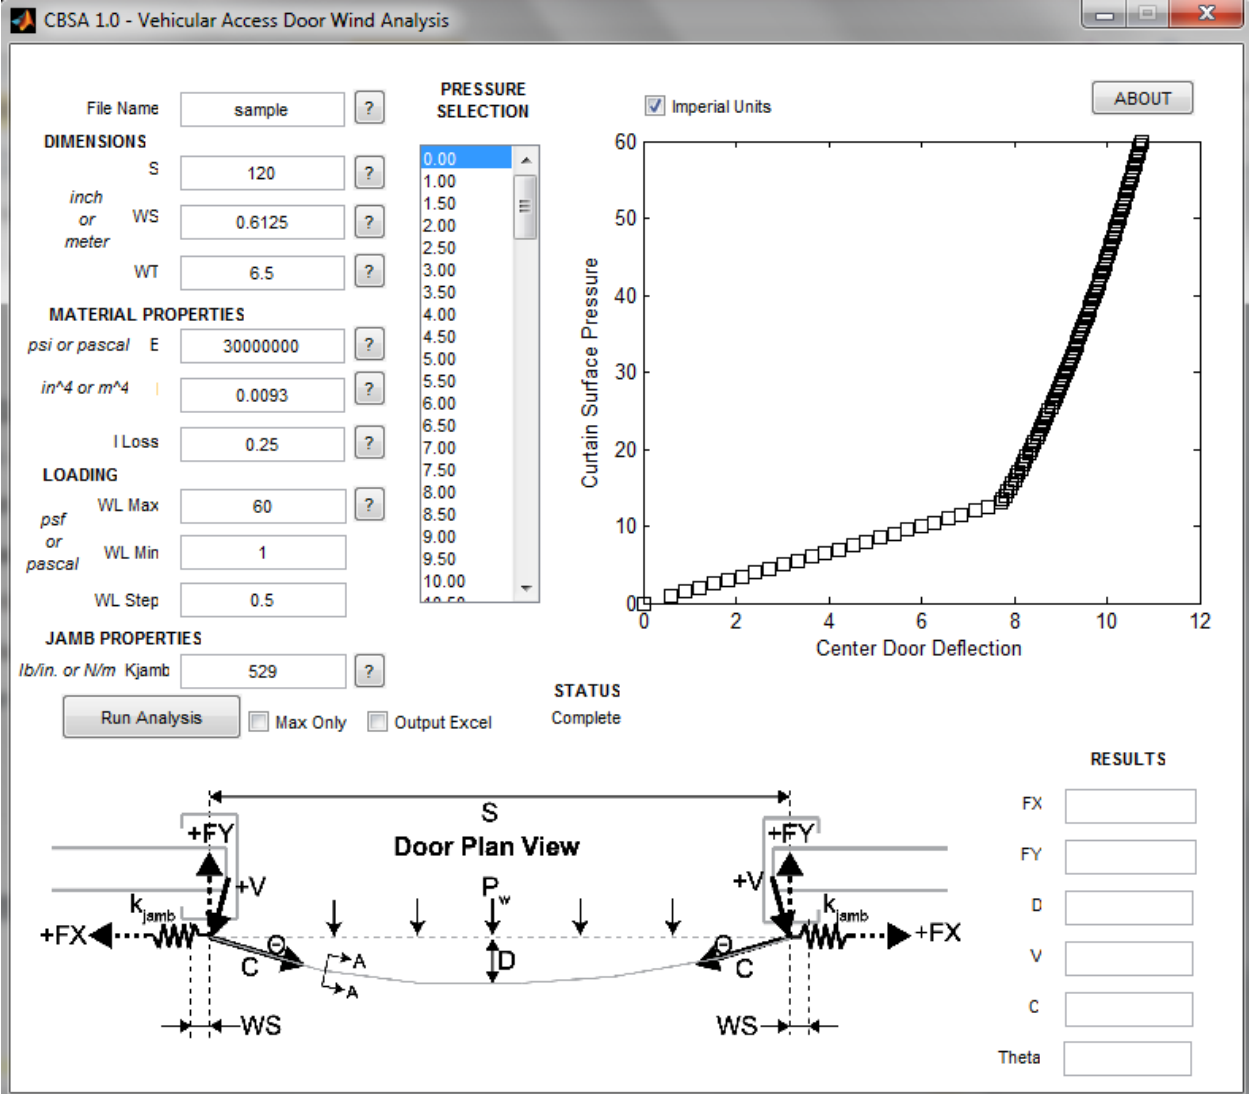 CBSA 1.0 - Vehicular Access Door Wind Analysis
File Name
sample
?
DIMENSIONS
S
120
?
inch
or
meter
WS
0.6125
?
WT
6.5
?
MATERIAL PROPERTIES
psi or pascal E
30000000
?
in^4 or m^4
I
0.0093
?
I Loss
0.25
?
LOADING
psf
or
pascal
WL Max
60
?
WL Min
1
WL Step
0.5
JAMB PROPERTIES
lb/in. or N/m Kjamb
529
?
Run Analysis
Max Only
Output Excel
PRESSURE
SELECTION
0.00
1.00
1.50
2.00
2.50
3.00
3.50
4.00
4.50
5.00
5.50
6.00
6.50
7.00
7.50
8.00
8.50
9.00
9.50
10.00
10.50
STATUS
Complete
Imperial Units
ABOUT
60
50
40
30
20
10
0
Curtain Surface Pressure
0 2 4 6 8 10 12
Center Door Deflection
S
Door Plan View
+FY
+FY
+V
+V
Pw
kjamb
kjamb
+FX
+FX
Θ
Θ
C
C
A
A
D
WS
WS
RESULTS
FX
FY
D
V
C
Theta